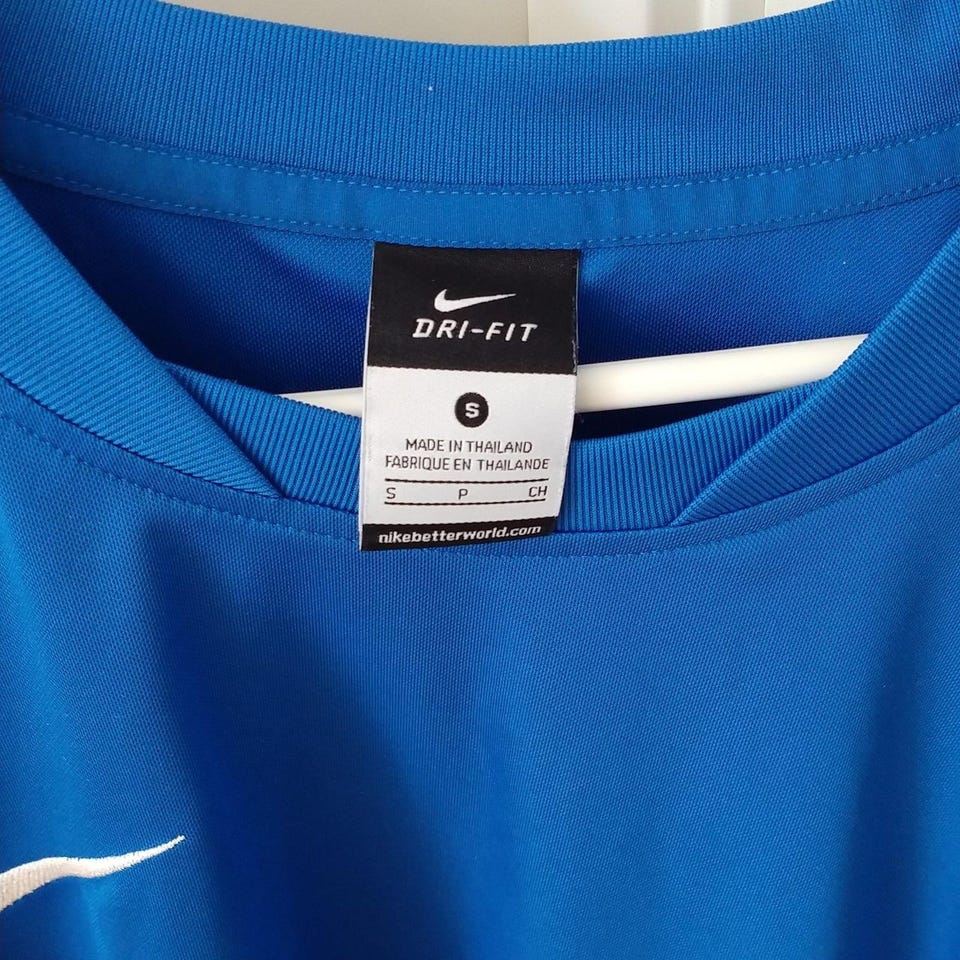 DRI-FIT
S
MADE IN THAILAND
FABRIQUE EN THAILANDE
S P CH
nikebetterworld.com